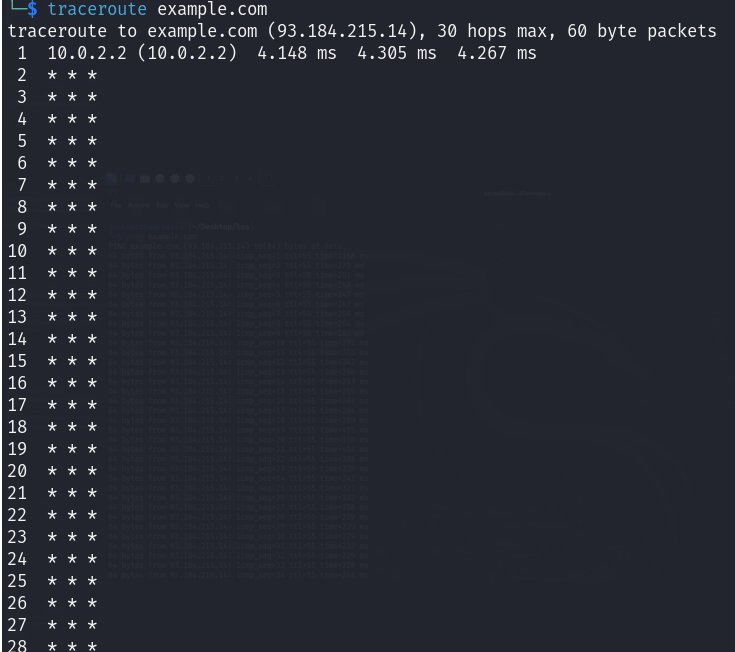 └─$ traceroute example.com
traceroute to example.com (93.184.215.14), 30 hops max, 60 byte packets
1 10.0.2.2 (10.0.2.2) 4.148 ms 4.305 ms 4.267 ms
2 * * *
3 * * *
4 * * *
5 * * *
6 * * *
7 * * *
8 * * *
9 * * *
10 * * *
11 * * *
12 * * *
13 * * *
14 * * *
15 * * *
16 * * *
17 * * *
18 * * *
19 * * *
20 * * *
21 * * *
22 * * *
23 * * *
24 * * *
25 * * *
26 * * *
27 * * *
28 * * *